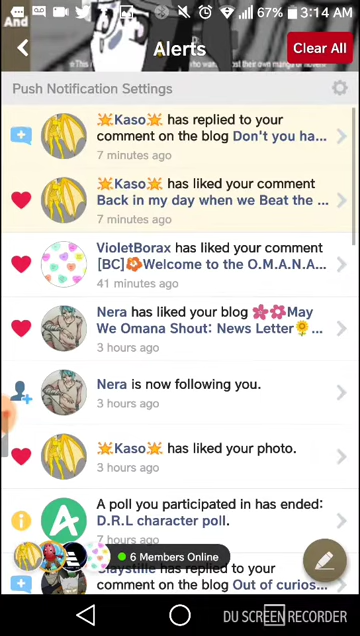 67% 3:14 AM
And
Alerts
Clear All
Push Notification Settings
💥Kaso💥 has replied to your
comment on the blog Don't you ha...
7 minutes ago
💥Kaso💥 has liked your comment
Back in my day when we Beat the ...
7 minutes ago
VioletBorax has liked your comment
[BC]🏵Welcome to the O.M.A.N.A...
41 minutes ago
Nera has liked your blog 🌸🌸May
We Omana Shout: News Letter🌻...
3 hours ago
Nera is now following you.
3 hours ago
💥Kaso💥 has liked your photo.
3 hours ago
A poll you participated in has ended:
D.R.L character poll.
7 hours ago
6 Members Online
has replied to your
comment on the blog Out of curios...
DU SCREEN RECORDER